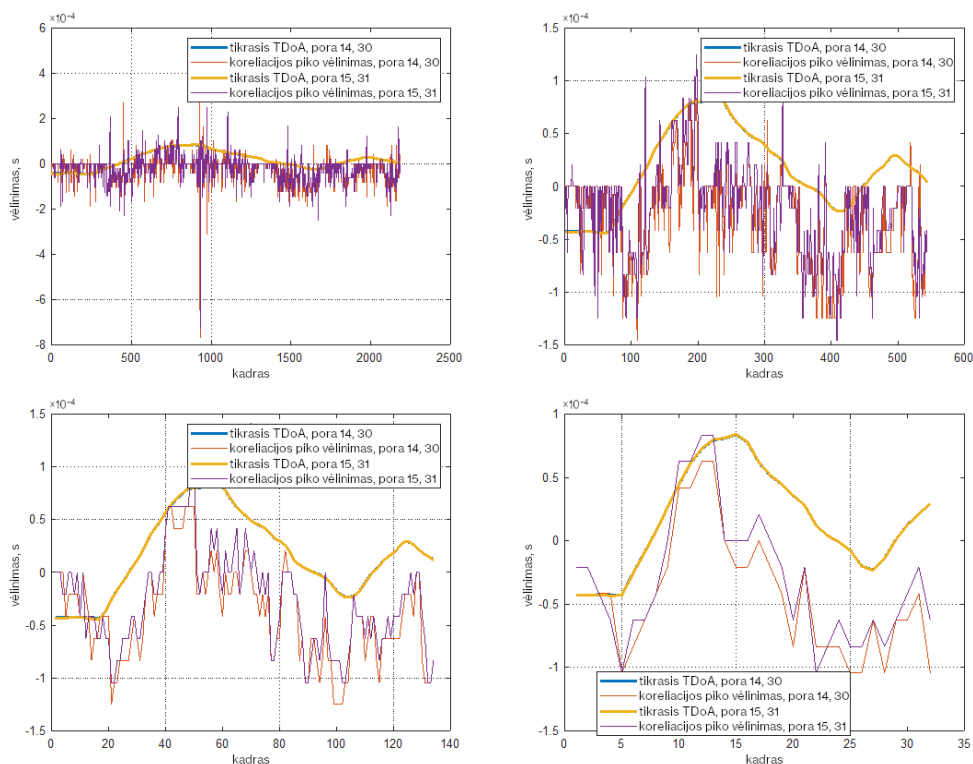 ×10⁻⁴
6
4
2
0
-2
-4
-6
-8
vėlinimas, s
tikrasis TDoA, pora 14, 30
koreliacijos piko vėlinimas, pora 14, 30
tikrasis TDoA, pora 15, 31
koreliacijos piko vėlinimas, pora 15, 31
0 500 1000 1500 2000 2500
kadras
×10⁻⁴
1.5
1
0.5
0
-0.5
-1
-1.5
vėlinimas, s
tikrasis TDoA, pora 14, 30
koreliacijos piko vėlinimas, pora 14, 30
tikrasis TDoA, pora 15, 31
koreliacijos piko vėlinimas, pora 15, 31
0 100 200 300 400 500 600
kadras
×10⁻⁴
1.5
1
0.5
0
-0.5
-1
-1.5
vėlinimas, s
tikrasis TDoA, pora 14, 30
koreliacijos piko vėlinimas, pora 14, 30
tikrasis TDoA, pora 15, 31
koreliacijos piko vėlinimas, pora 15, 31
0 20 40 60 80 100 120 140
kadras
×10⁻⁴
1
0.5
0
-0.5
-1
-1.5
vėlinimas, s
tikrasis TDoA, pora 14, 30
koreliacijos piko vėlinimas, pora 14, 30
tikrasis TDoA, pora 15, 31
koreliacijos piko vėlinimas, pora 15, 31
0 5 10 15 20 25 30 35
kadras